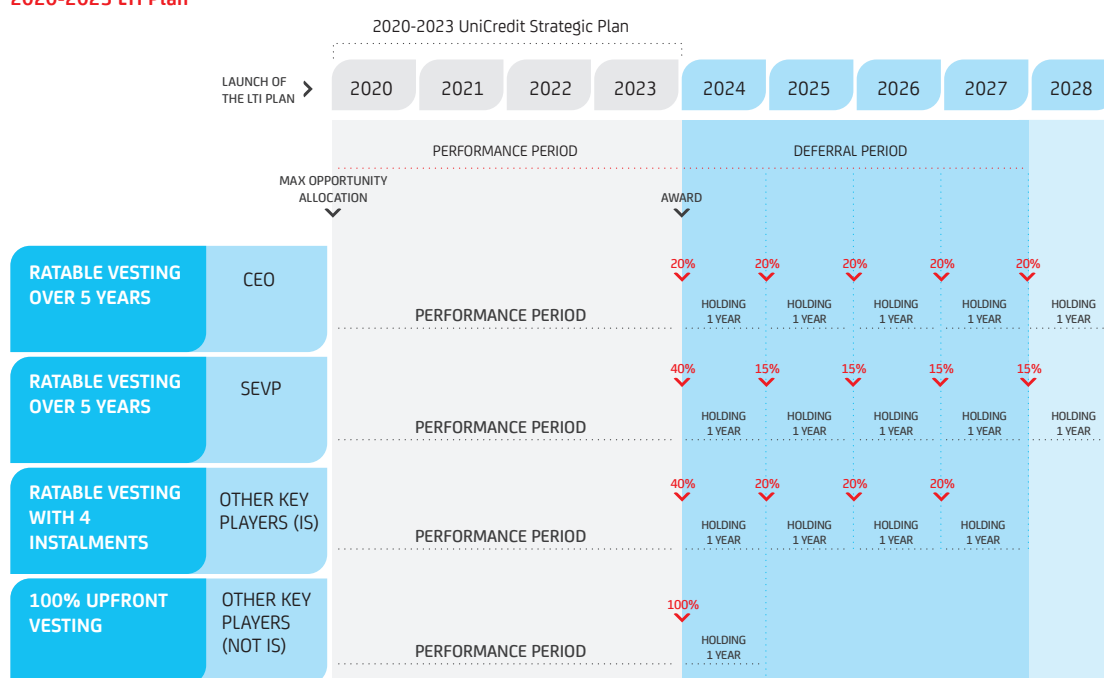 2020-2023 LTI Plan
2020-2023 UniCredit Strategic Plan
LAUNCH OF
THE LTI PLAN
2020 2021 2022 2023 2024 2025 2026 2027 2028
PERFORMANCE PERIOD DEFERRAL PERIOD
MAX OPPORTUNITY
ALLOCATION
AWARD
RATABLE VESTING
OVER 5 YEARS
CEO
20% 20% 20% 20% 20%
PERFORMANCE PERIOD
HOLDING HOLDING HOLDING HOLDING HOLDING
1 YEAR 1 YEAR 1 YEAR 1 YEAR 1 YEAR
RATABLE VESTING
OVER 5 YEARS
SEVP
40% 15% 15% 15% 15%
PERFORMANCE PERIOD
HOLDING HOLDING HOLDING HOLDING HOLDING
1 YEAR 1 YEAR 1 YEAR 1 YEAR 1 YEAR
RATABLE VESTING
WITH 4
INSTALMENTS
OTHER KEY
PLAYERS (IS)
40% 20% 20% 20%
PERFORMANCE PERIOD
HOLDING HOLDING HOLDING HOLDING
1 YEAR 1 YEAR 1 YEAR 1 YEAR
100% UPFRONT
VESTING
OTHER KEY
PLAYERS
(NOT IS)
100%
PERFORMANCE PERIOD
HOLDING
1 YEAR